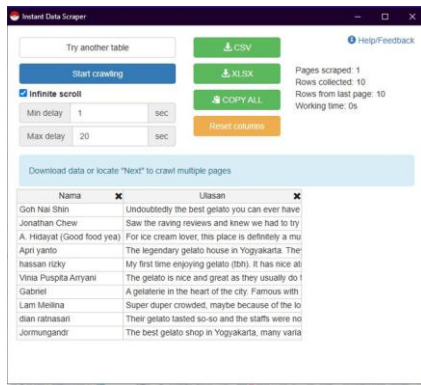 Instant Data Scraper
Try another table
CSV
Help/Feedback
Start crawling
XLSX
Pages scraped: 1
Rows collected: 10
Rows from last page: 10
Working time: 0s
Infinite scroll
COPY ALL
Min delay 1 sec
Reset columns
Max delay 20 sec
Download data or locate "Next" to crawl multiple pages
Nama Ulasan
Goh Nai Shin Undoubtedly the best gelato you can ever have
Jonathan Chew Saw the raving reviews and knew we had to try
A. Hidayat (Good food yea) For ice cream lover, this place is definitely a mu
Apri yanto The legendary gelato house in Yogyakarta. They
hassan rizky My first time enjoying gelato (tbh). It has nice at
Vinia Puspita Arryani The gelato is nice and great as they usually do
Gabriel A gelaterie in the heart of the city. Famous with
Lam Meilina Super duper crowded, maybe because of the lo
dian ratnasari Their gelato tasted so-so and the staffs were no
Jormungandr The best gelato shop in Yogyakarta, many varia